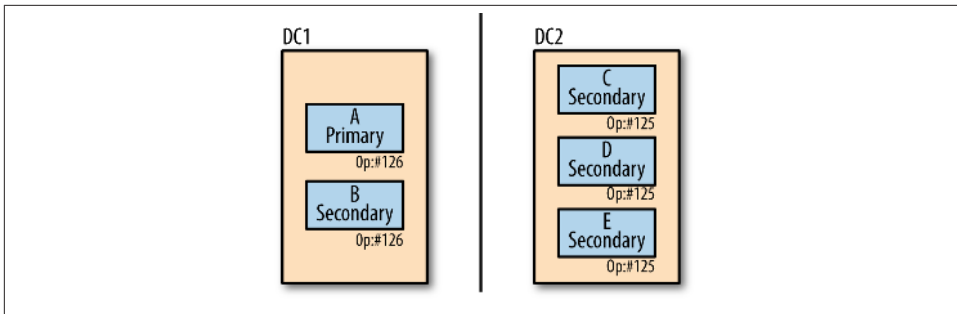 DC1
A
Primary
Op:#126
B
Secondary
Op:#126
DC2
C
Secondary
Op:#125
D
Secondary
Op:#125
E
Secondary
Op:#125